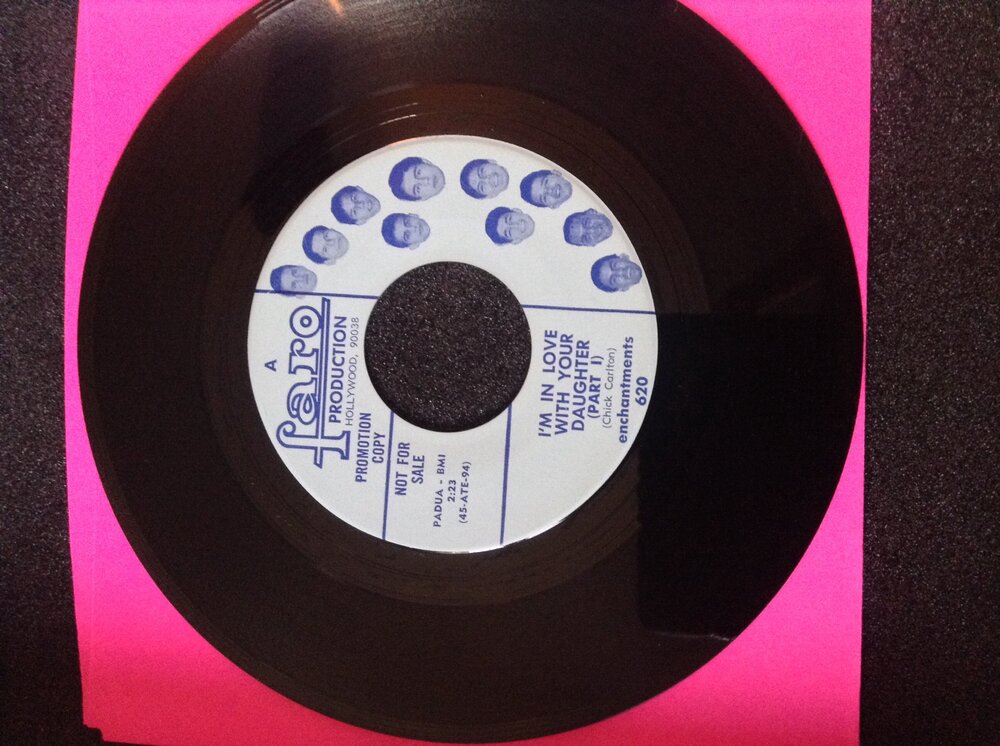 A
faro
PRODUCTION
HOLLYWOOD, 90038
PROMOTION
COPY
NOT FOR
SALE
PADUA - BMI
2:23
(45-ATE-94)
I'M IN LOVE
WITH YOUR
DAUGHTER
(PART I)
(Chick Carlton)
enchantments
620